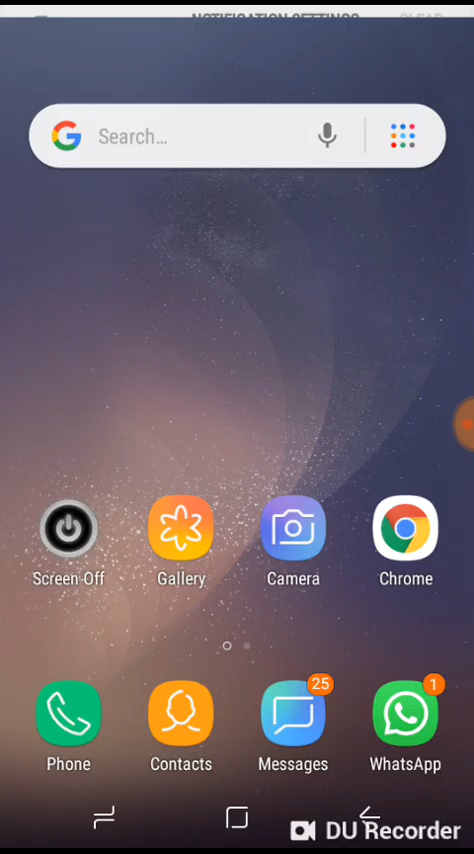 NOTIFICATION SETTINGS CLEAR
Search...
Screen Off
Gallery
Camera
Chrome
25
1
Phone
Contacts
Messages
WhatsApp
DU Recorder